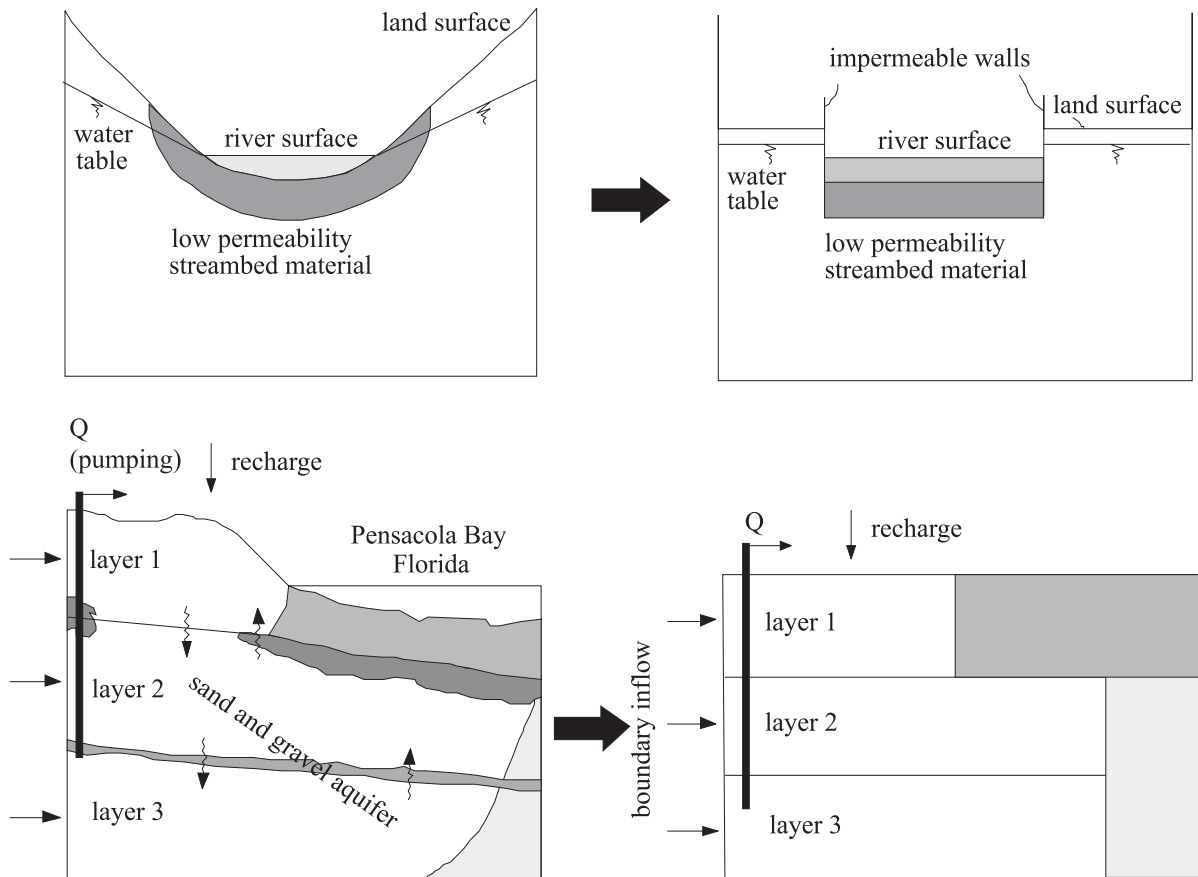 land surface
water
table
river surface
low permeability
streambed material
impermeable walls
land surface
river surface
water
table
low permeability
streambed material
Q
(pumping)
recharge
Pensacola Bay
Florida
layer 1
layer 2
sand and gravel aquifer
layer 3
Q
recharge
boundary inflow
layer 1
layer 2
layer 3